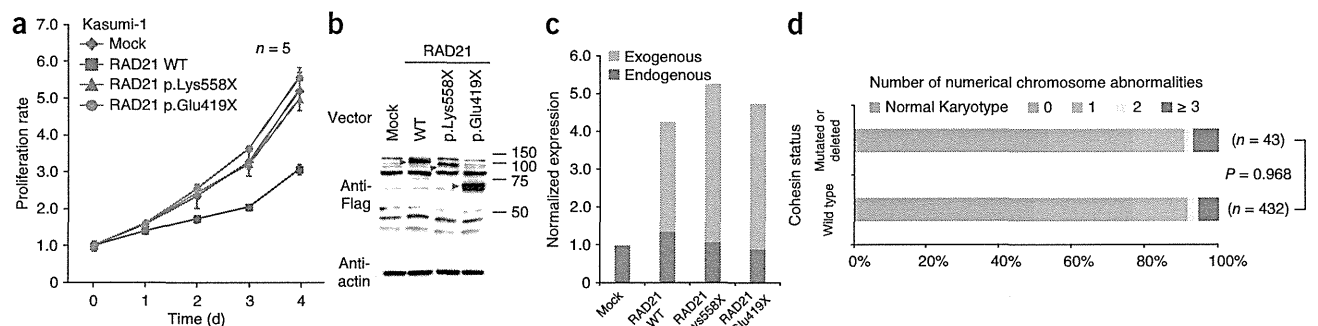 a
7.0
6.0
5.0
4.0
3.0
2.0
1.0
0
Proliferation rate
Kasumi-1
Mock
RAD21 WT
RAD21 p.Lys558X
RAD21 p.Glu419X
n = 5
0 1 2 3 4
Time (d)
b
RAD21
Vector
Mock
WT
p.Lys558X
p.Glu419X
150
100
75
50
Anti-
Flag
Anti-
actin
c
6.0
5.0
4.0
3.0
6.0
1.0
0
Normalized expression
Exogenous
Endogenous
Mock
RAD21
WT
RAD21
Lys558X
RAD21
Glu419X
d
Number of numerical chromosome abnormalities
Normal Karyotype 0 1 2 ≥ 3
Cohesin status
Mutated or
deleted
Wild type
(n = 43)
P = 0.968
(n = 432)
0% 20% 40% 60% 80% 100%